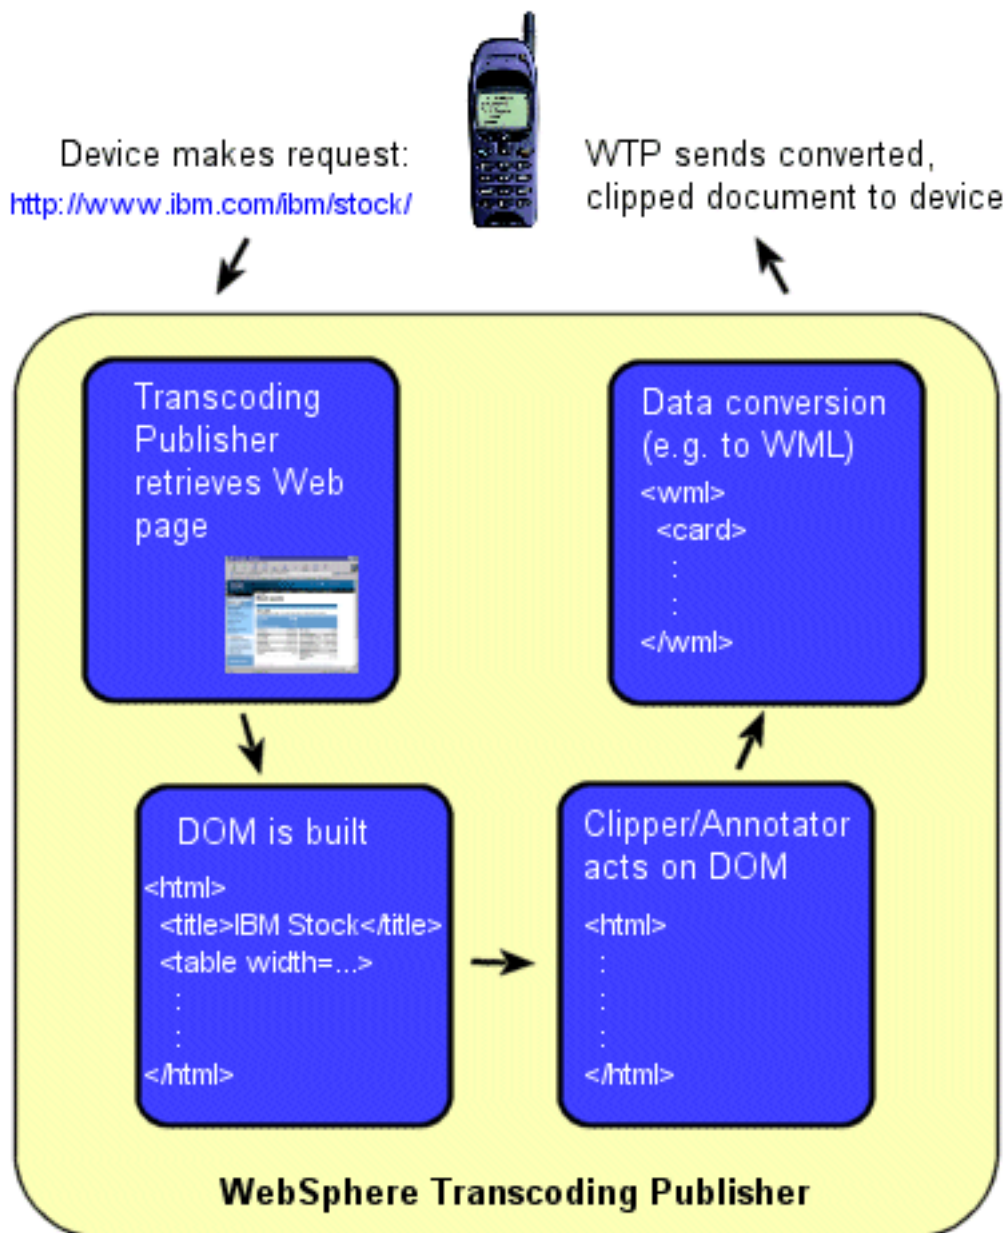 Device makes request:
http://www.ibm.com/ibm/stock/
WTP sends converted,
clipped document to device
Transcoding
Publisher
retrieves Web
page
DOM is built
<html>
<title>IBM Stock</title>
<table width=...>
:
:
</html>
Clipper/Annotator
acts on DOM
<html>
:
:
:
</html>
Data conversion
(e.g. to WML)
<wml>
<card>
:
:
</wml>
WebSphere Transcoding Publisher